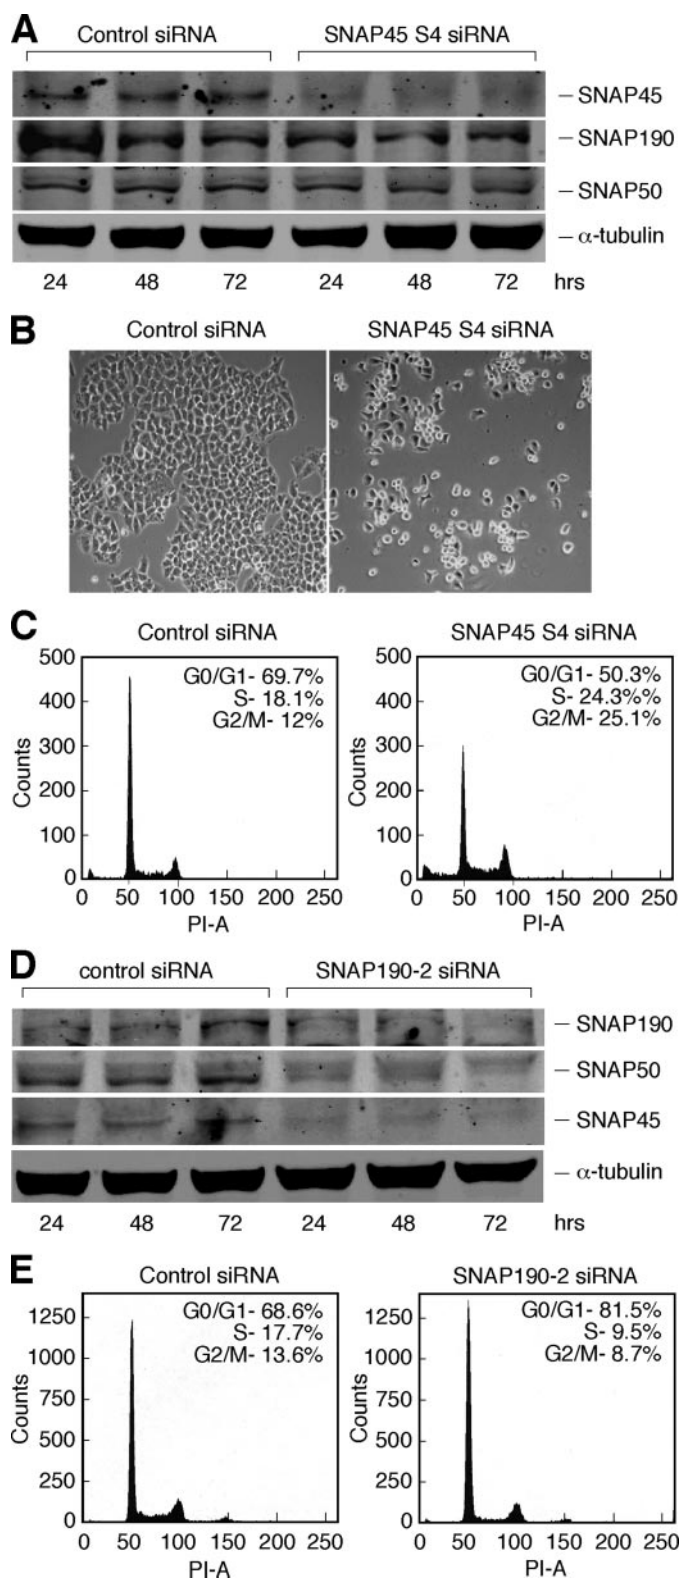 A
Control siRNA SNAP45 S4 siRNA
– SNAP45
– SNAP190
– SNAP50
– α-tubulin
24 48 72 24 48 72 hrs
B
Control siRNA SNAP45 S4 siRNA
C
Control siRNA
G0/G1- 69.7%
S- 18.1%
G2/M- 12%
500
400
300
200
100
0
Counts
0 50 100 150 200 250
PI-A
SNAP45 S4 siRNA
G0/G1- 50.3%
S- 24.3%%
G2/M- 25.1%
500
400
300
200
100
0
Counts
0 50 100 150 200 250
PI-A
D
control siRNA SNAP190-2 siRNA
– SNAP190
– SNAP50
– SNAP45
– α-tubulin
24 48 72 24 48 72 hrs
E
Control siRNA
G0/G1- 68.6%
S- 17.7%
G2/M- 13.6%
1250
1000
750
500
250
0
Counts
0 50 100 150 200 250
PI-A
SNAP190-2 siRNA
G0/G1- 81.5%
S- 9.5%
G2/M- 8.7%
1250
1000
750
500
250
0
Counts
0 50 100 150 200 250
PI-A